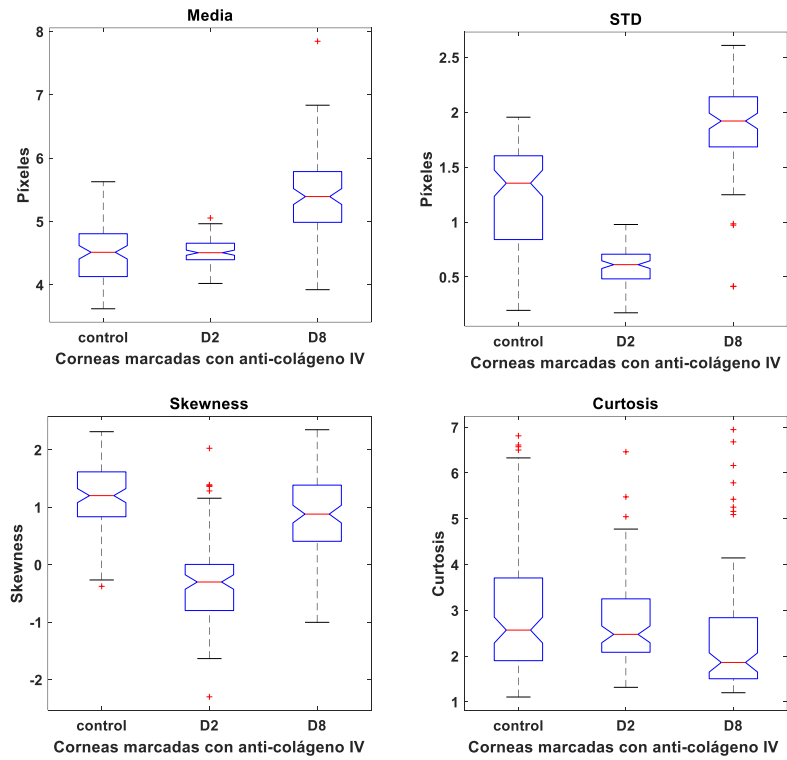 Media
8
7
6
5
4
Píxeles
control D2 D8
Corneas marcadas con anti-colágeno IV
STD
2.5
2
1.5
1
0.5
Píxeles
control D2 D8
Corneas marcadas con anti-colágeno IV
Skewness
2
1
0
-1
-2
Skewness
control D2 D8
Corneas marcadas con anti-colágeno IV
Curtosis
7
6
5
4
3
2
1
Curtosis
control D2 D8
Corneas marcadas con anti-colágeno IV